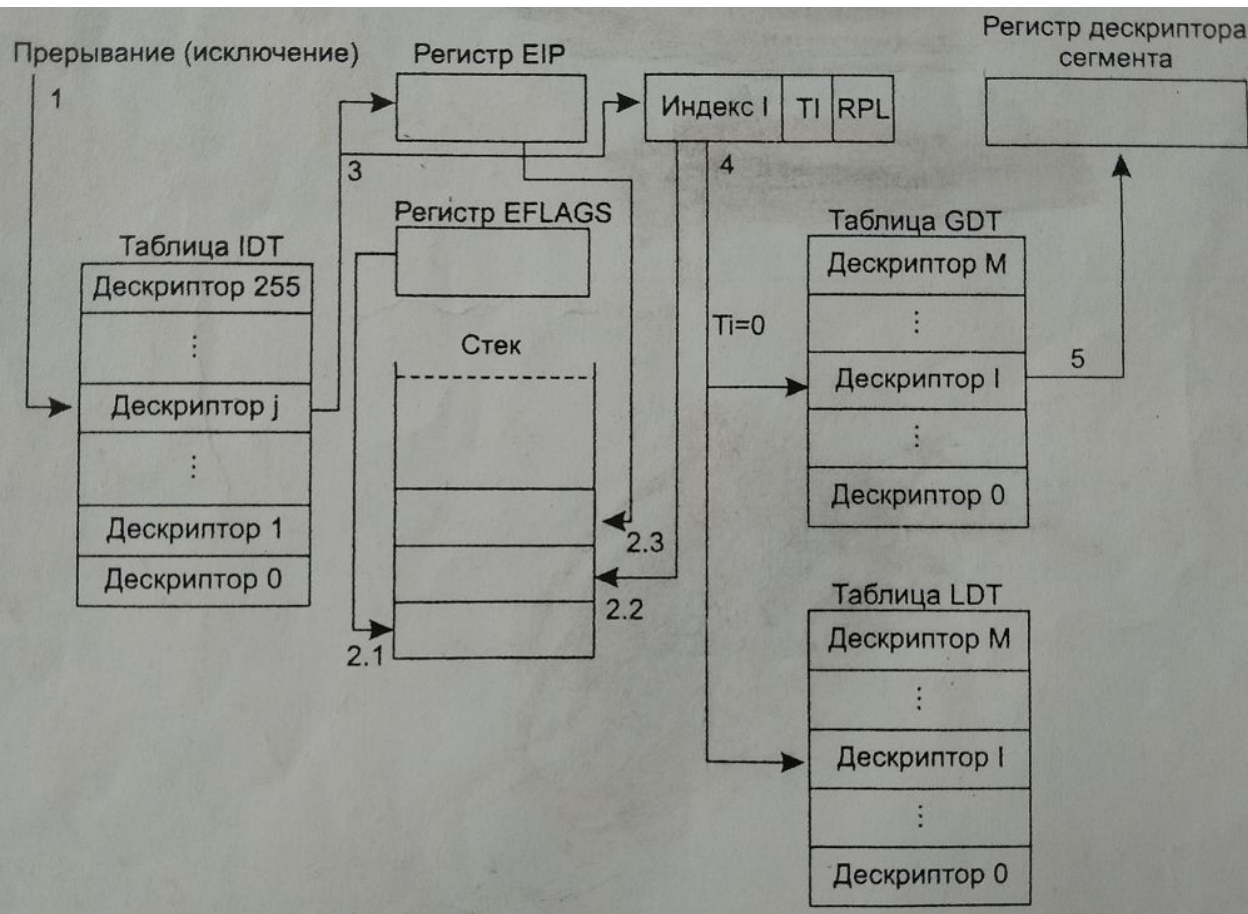 Прерывание (исключение)
1
Регистр EIP
Регистр дескриптора
сегмента
Индекс I
TI
RPL
3
4
Регистр EFLAGS
Таблица IDT
Дескриптор 255
⋮
Дескриптор j
⋮
Дескриптор 1
Дескриптор 0
Стек
2.3
2.2
2.1
Ti=0
Таблица GDT
Дескриптор M
⋮
Дескриптор I
⋮
Дескриптор 0
5
Таблица LDT
Дескриптор M
⋮
Дескриптор I
⋮
Дескриптор 0